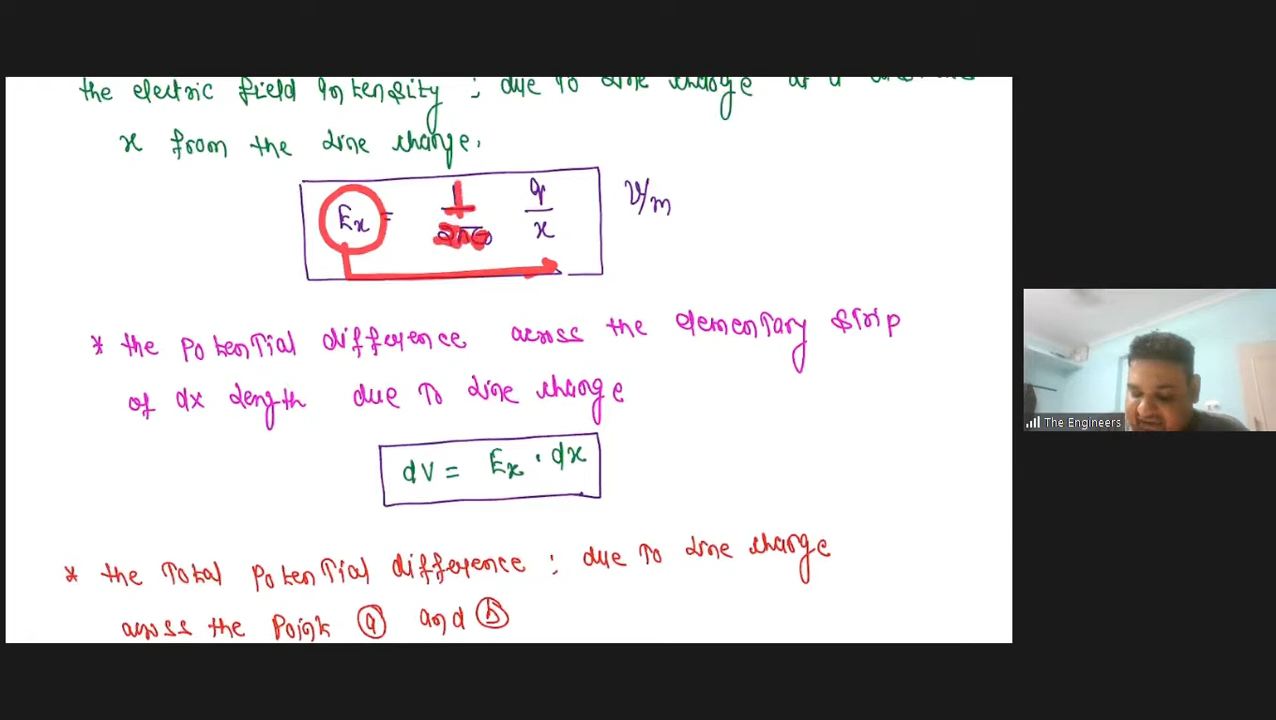 the electric field intensity ; due to line charge at a
x from the line charge.
Ex = 1/2πϵ0 q/x V/m
* the potential difference across the elementary strip
of dx length due to line charge
dV = Ex . dx
* the total potential difference ; due to line charge
across the point a and b
The Engineers